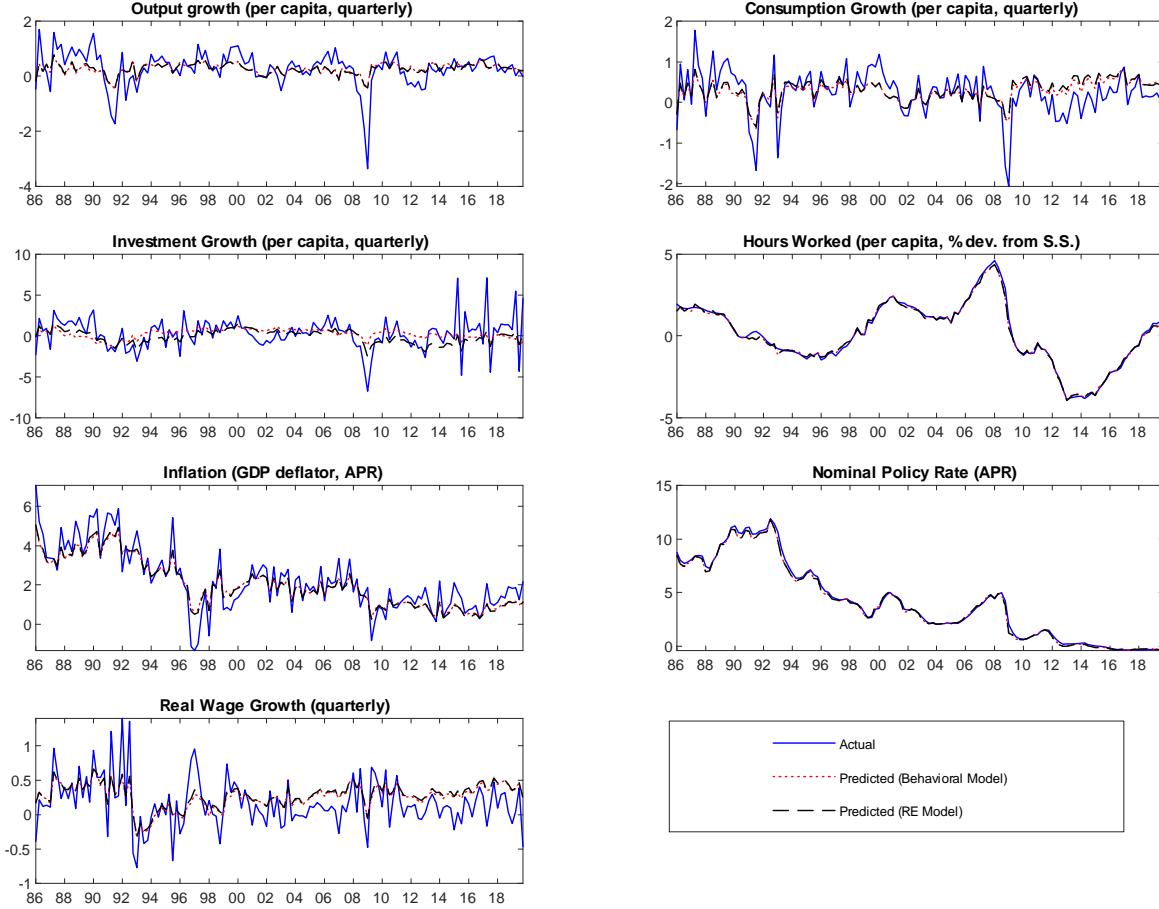 Output growth (per capita, quarterly)
2
0
-2
-4
86 88 90 92 94 96 98 00 02 04 06 08 10 12 14 16 18
Consumption Growth (per capita, quarterly)
2
1
0
-1
-2
86 88 90 92 94 96 98 00 02 04 06 08 10 12 14 16 18
Investment Growth (per capita, quarterly)
10
5
0
-5
-10
86 88 90 92 94 96 98 00 02 04 06 08 10 12 14 16 18
Hours Worked (per capita, % dev. from S.S.)
5
0
-5
86 88 90 92 94 96 98 00 02 04 06 08 10 12 14 16 18
Inflation (GDP deflator, APR)
6
4
2
0
86 88 90 92 94 96 98 00 02 04 06 08 10 12 14 16 18
Nominal Policy Rate (APR)
15
10
5
0
86 88 90 92 94 96 98 00 02 04 06 08 10 12 14 16 18
Real Wage Growth (quarterly)
1
0.5
0
-0.5
-1
86 88 90 92 94 96 98 00 02 04 06 08 10 12 14 16 18
Actual
Predicted (Behavioral Model)
Predicted (RE Model)